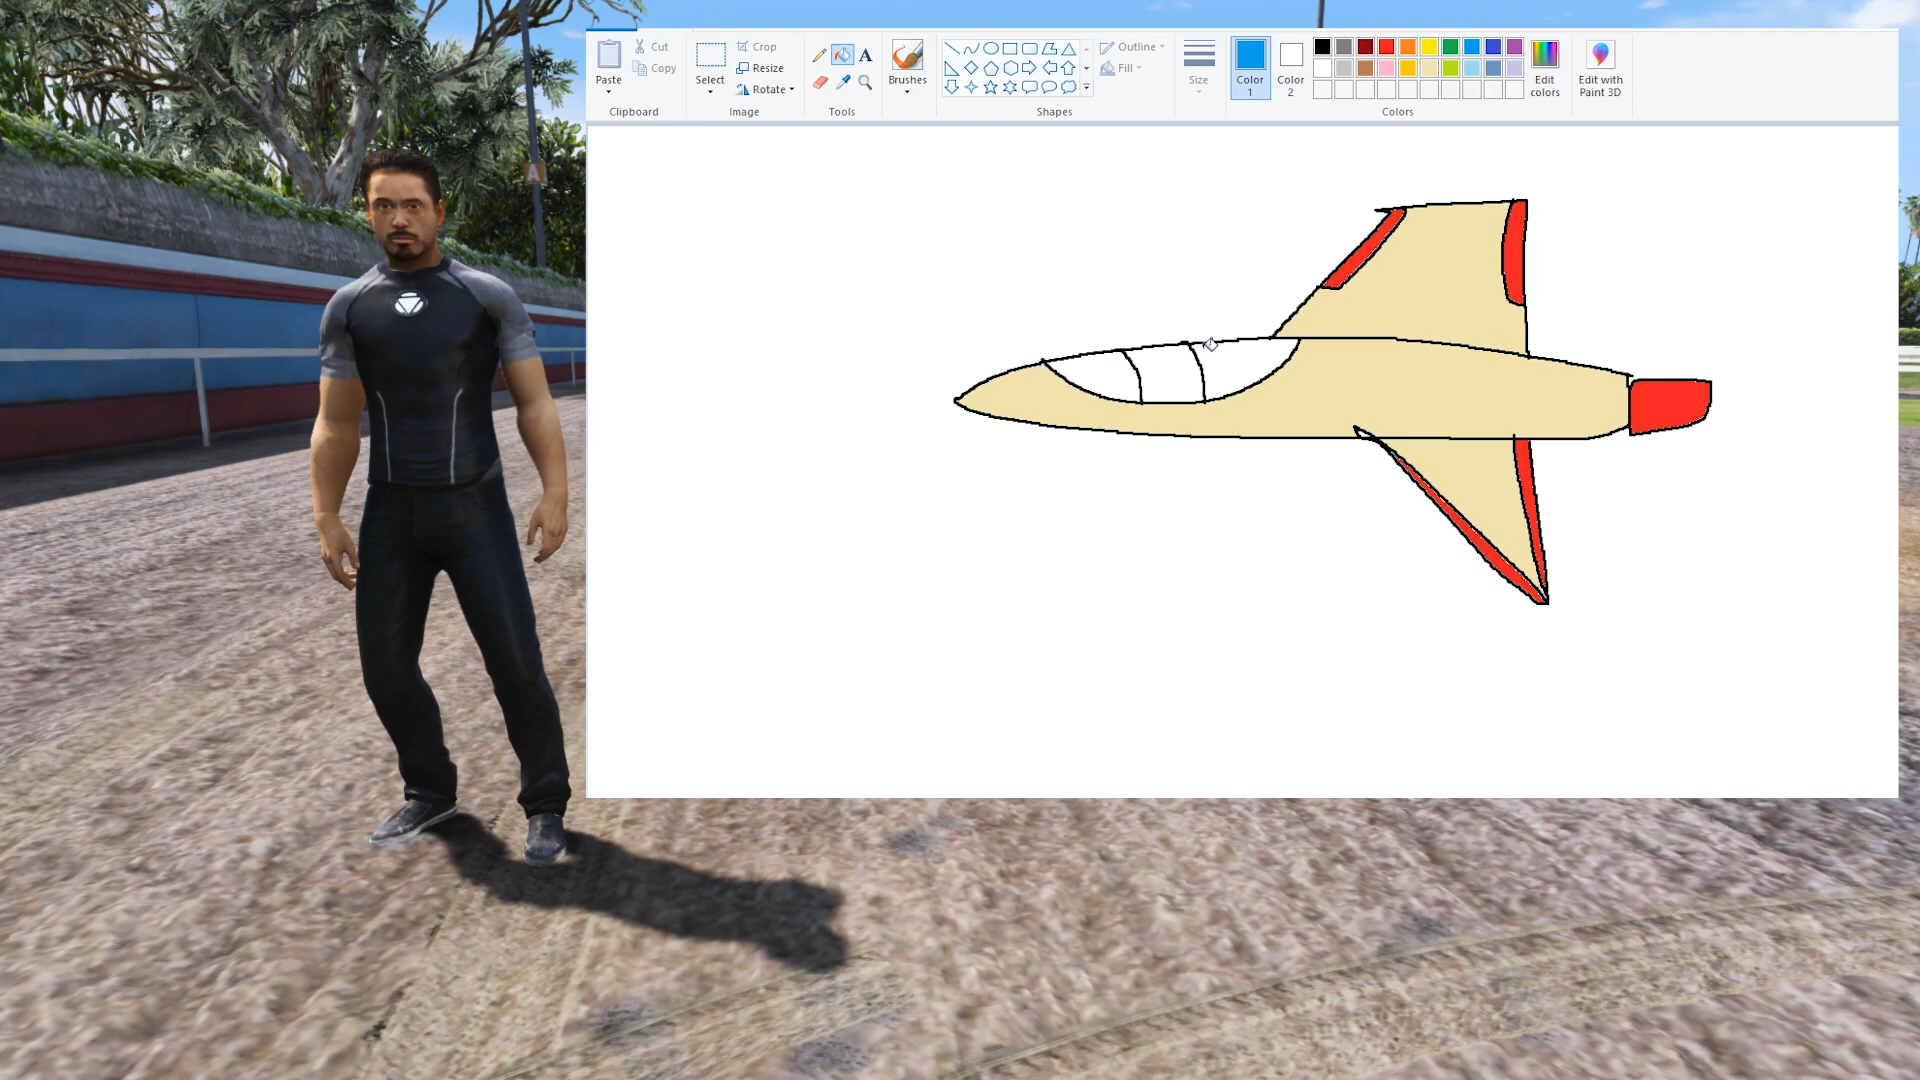 Paste
Cut
Copy
Clipboard
Select
Crop
Resize
Rotate
Image
A
Tools
Brushes
Outline
Fill
Shapes
Size
Color
1
Color
2
Edit
colors
Colors
Edit with
Paint 3D
A